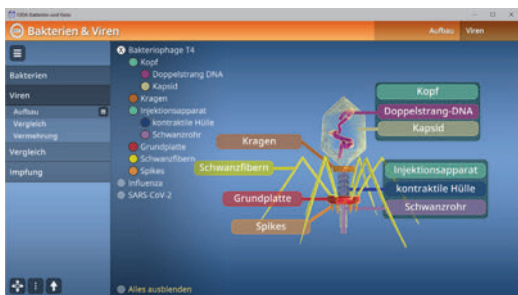 Bakterien & Viren
Aufbau
Viren
Bakterien
Viren
Aufbau
Vergleich
Vermehrung
Vergleich
Impfung
Bakteriophage T4
Kopf
Doppelstrang DNA
Kapsid
Kragen
Injektionsapparat
kontraktile Hülle
Schwanzrohr
Grundplatte
Schwanzfibern
Spikes
Influenza
SARS-CoV-2
Alles ausblenden
Kopf
Doppelstrang-DNA
Kapsid
Kragen
Schwanzfibern
Injektionsapparat
kontraktile Hülle
Grundplatte
Schwanzrohr
Spikes